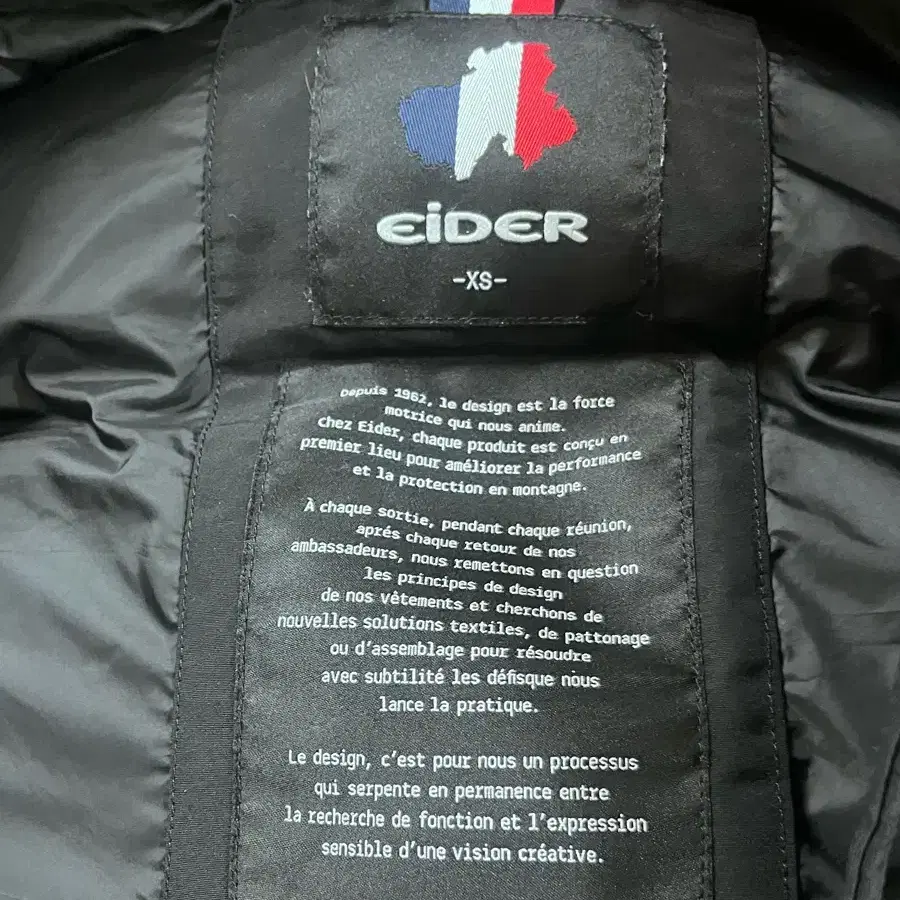 EiDER
-XS-
Depuis 1962, le design est la force
motrice qui nous anime.
chez Eider, chaque produit est conçu en
premier lieu pour améliorer la performance
et la protection en montagne.
À chaque sortie, pendant chaque réunion,
aprés chaque retour de nos
ambassadeurs, nous remettons en question
les principes de design
de nos vêtements et cherchons de
nouvelles solutions textiles, de pattonage
ou d'assemblage pour résoudre
avec subtilité les défisque nous
lance la pratique.
Le design, c'est pour nous un processus
qui serpente en permanence entre
la recherche de fonction et l'expression
sensible d'une vision créative.